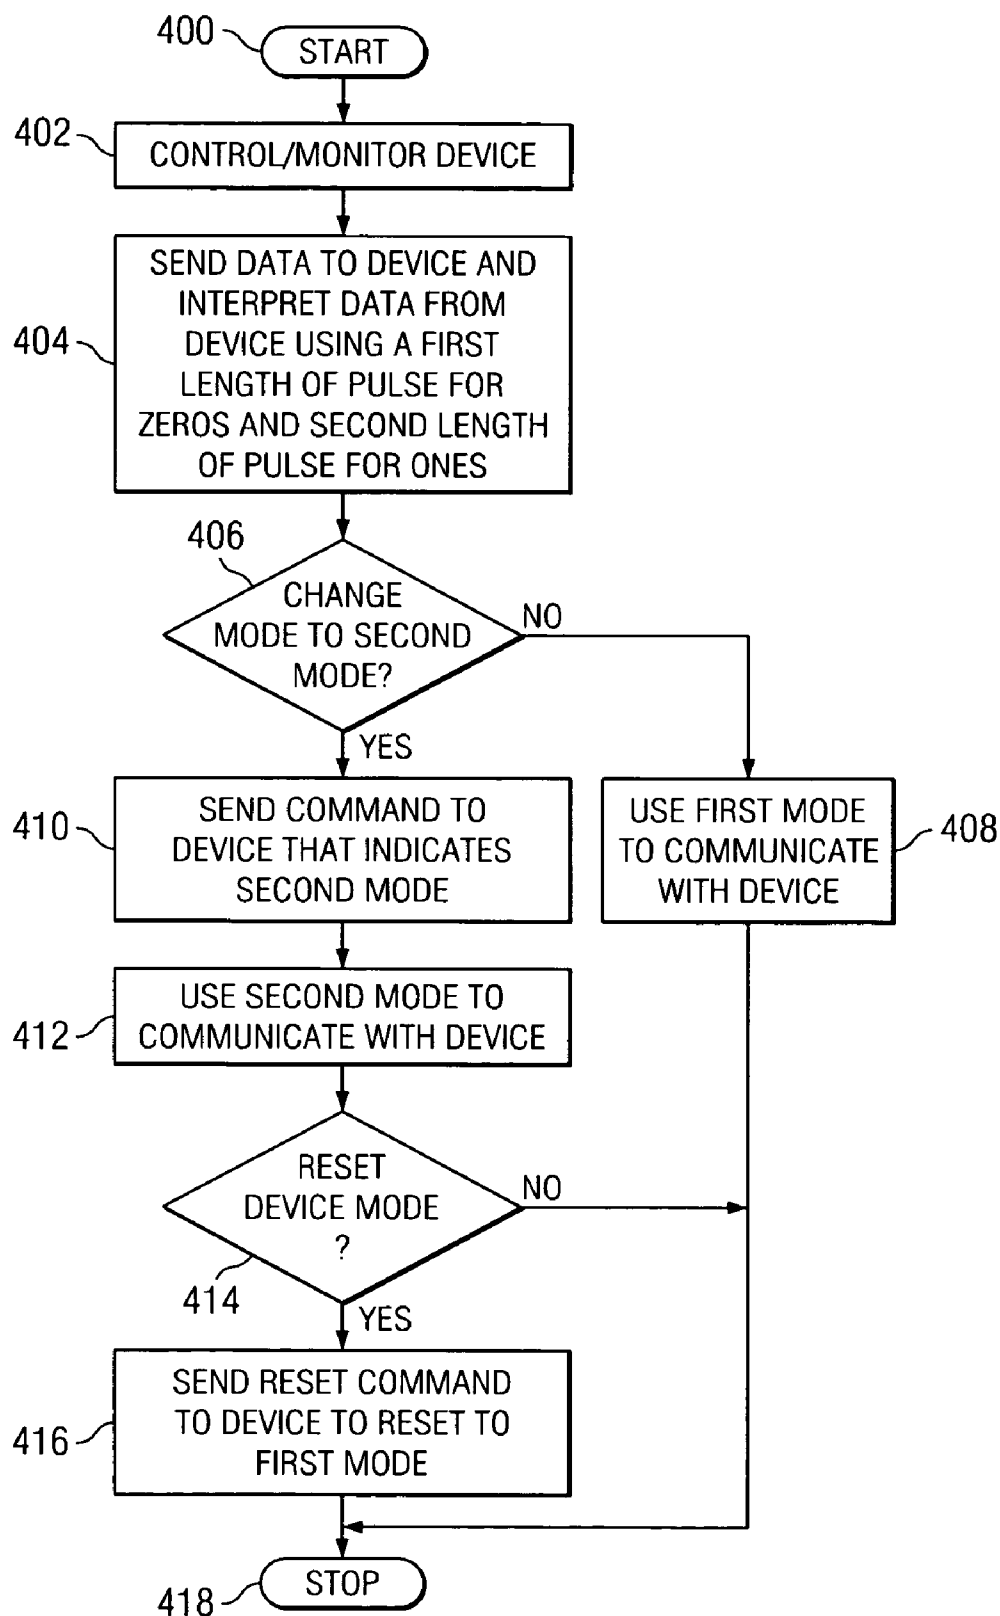 400
START
402
CONTROL/MONITOR DEVICE
404
SEND DATA TO DEVICE AND
INTERPRET DATA FROM
DEVICE USING A FIRST
LENGTH OF PULSE FOR
ZEROS AND SECOND LENGTH
OF PULSE FOR ONES
406
CHANGE
MODE TO SECOND
MODE?
NO
YES
410
SEND COMMAND TO
DEVICE THAT INDICATES
SECOND MODE
USE FIRST MODE
TO COMMUNICATE
WITH DEVICE
408
412
USE SECOND MODE TO
COMMUNICATE WITH DEVICE
RESET
DEVICE MODE
?
NO
414
YES
416
SEND RESET COMMAND
TO DEVICE TO RESET TO
FIRST MODE
418
STOP